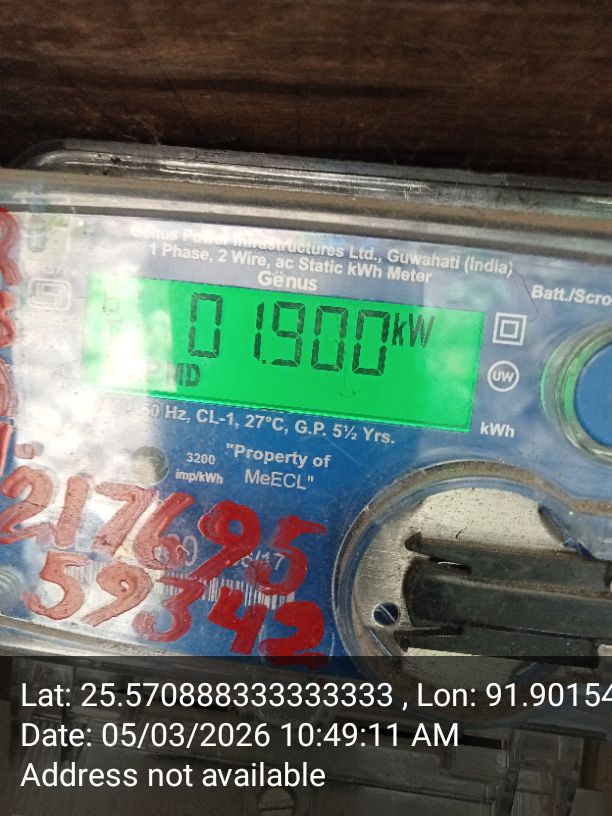 Genus Power Infrastructures Ltd., Guwahati (India)
1 Phase, 2 Wire, ac Static kWh Meter
Genus
Batt./Scro
01.900 kW
MD
UW
50 Hz, CL-1, 27°C, G.P. 5½ Yrs.
kWh
3200
imp/kWh
"Property of
MeECL"
217695
59342
Lat: 25.570888333333333 , Lon: 91.90154
Date: 05/03/2026 10:49:11 AM
Address not available